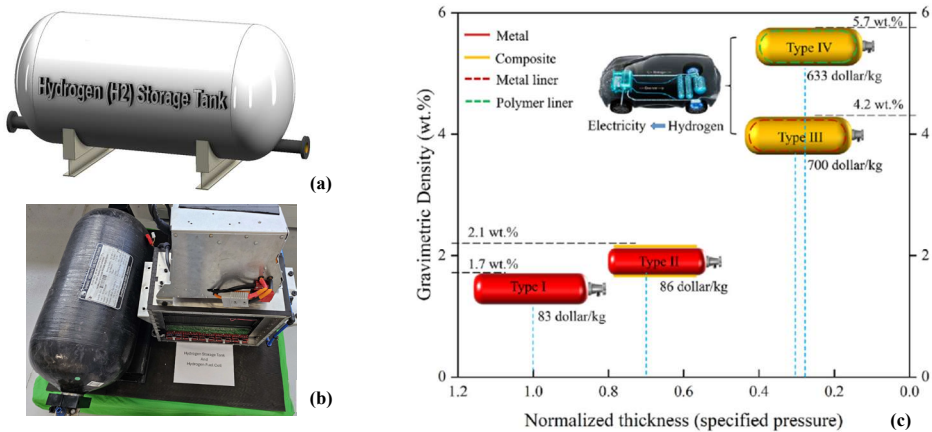 Hydrogen (H2) Storage Tank
(a)
Hydrogen Storage Tank
And
Hydrogen Fuel Cell
(b)
Gravimetric Density (wt.%)
6
4
2
0
Metal
Composite
Metal liner
Polymer liner
Electricity
Hydrogen
5.7 wt.%
Type IV
633 dollar/kg
4.2 wt.%
Type III
700 dollar/kg
2.1 wt.%
Type II
86 dollar/kg
1.7 wt.%
Type I
83 dollar/kg
1.2 1.0 0.8 0.6 0.4 0.2 0.0
Normalized thickness (specified pressure)
(c)